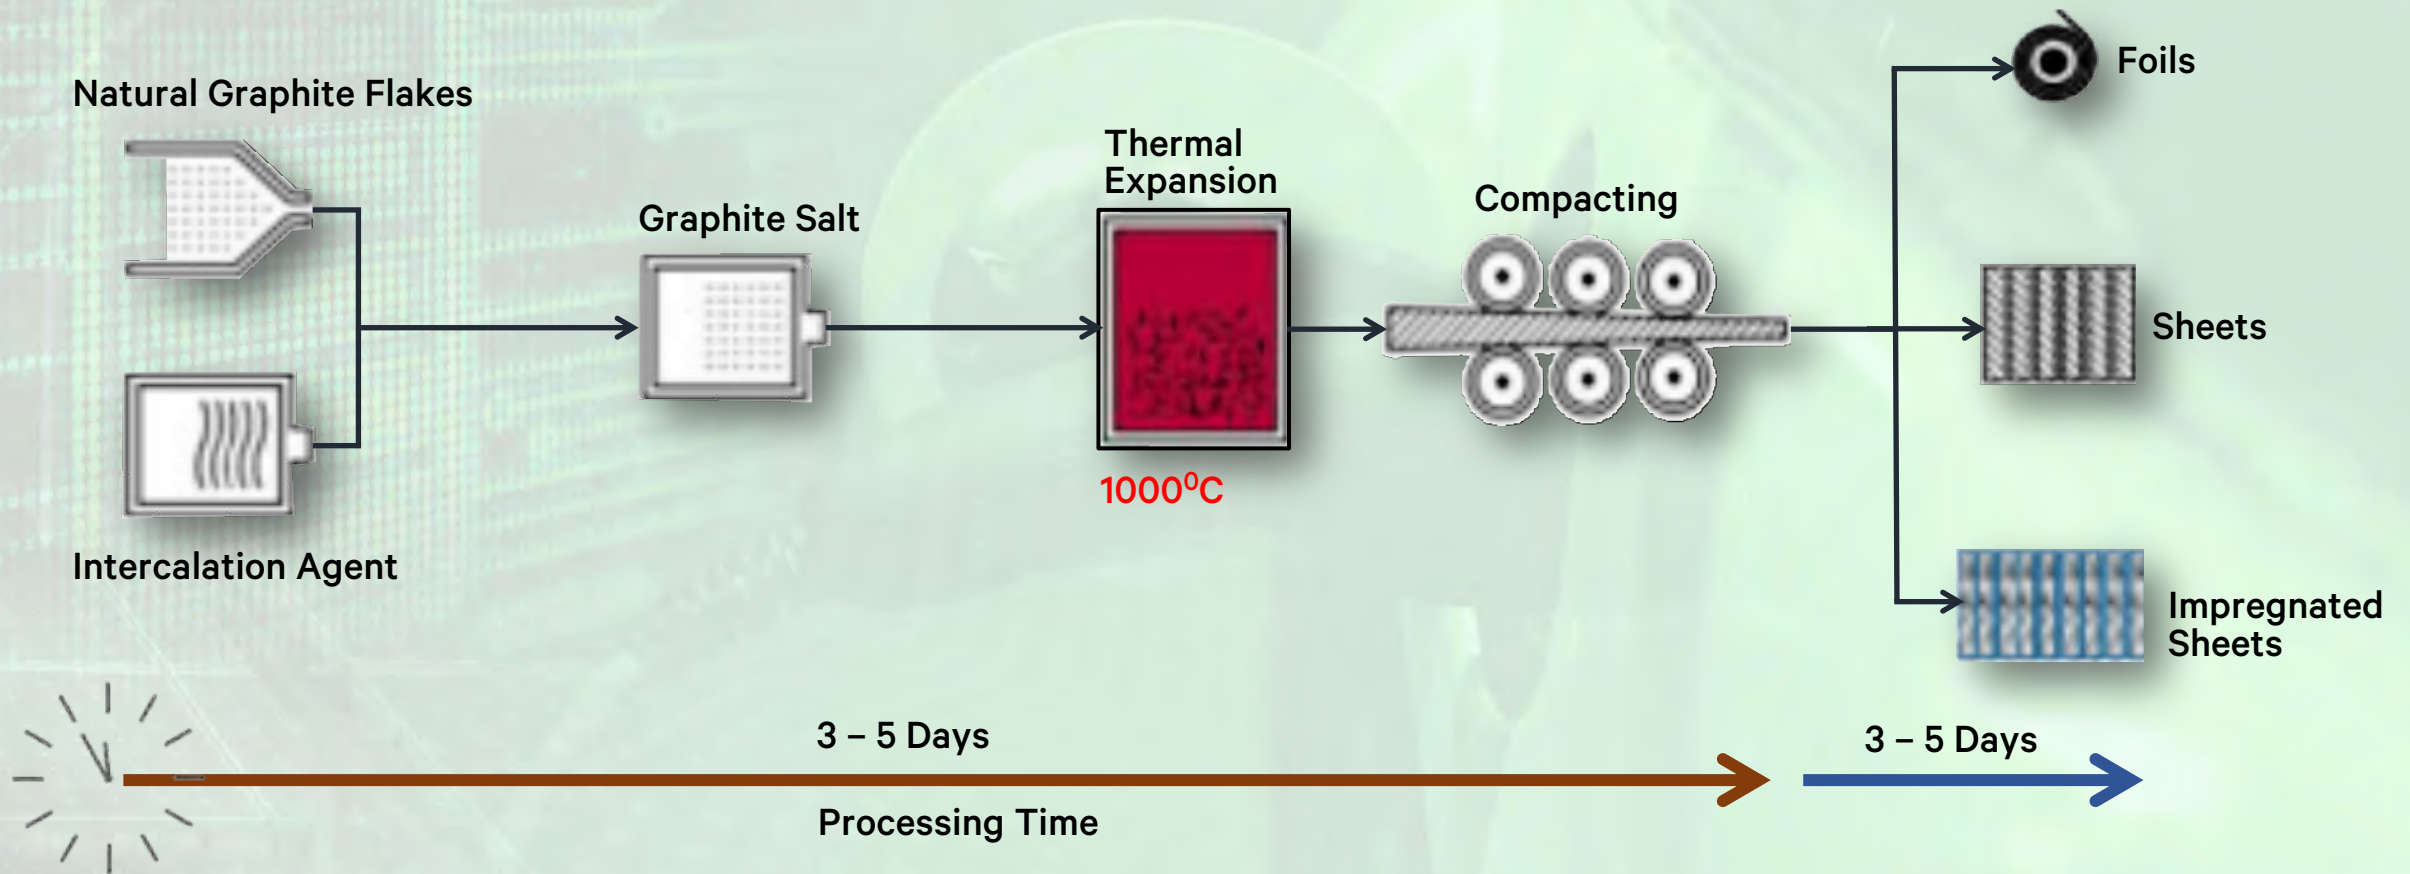 Natural Graphite Flakes
Intercalation Agent
Graphite Salt
Thermal
Expansion
1000⁰C
Compacting
Foils
Sheets
Impregnated
Sheets
3 – 5 Days
Processing Time
3 – 5 Days